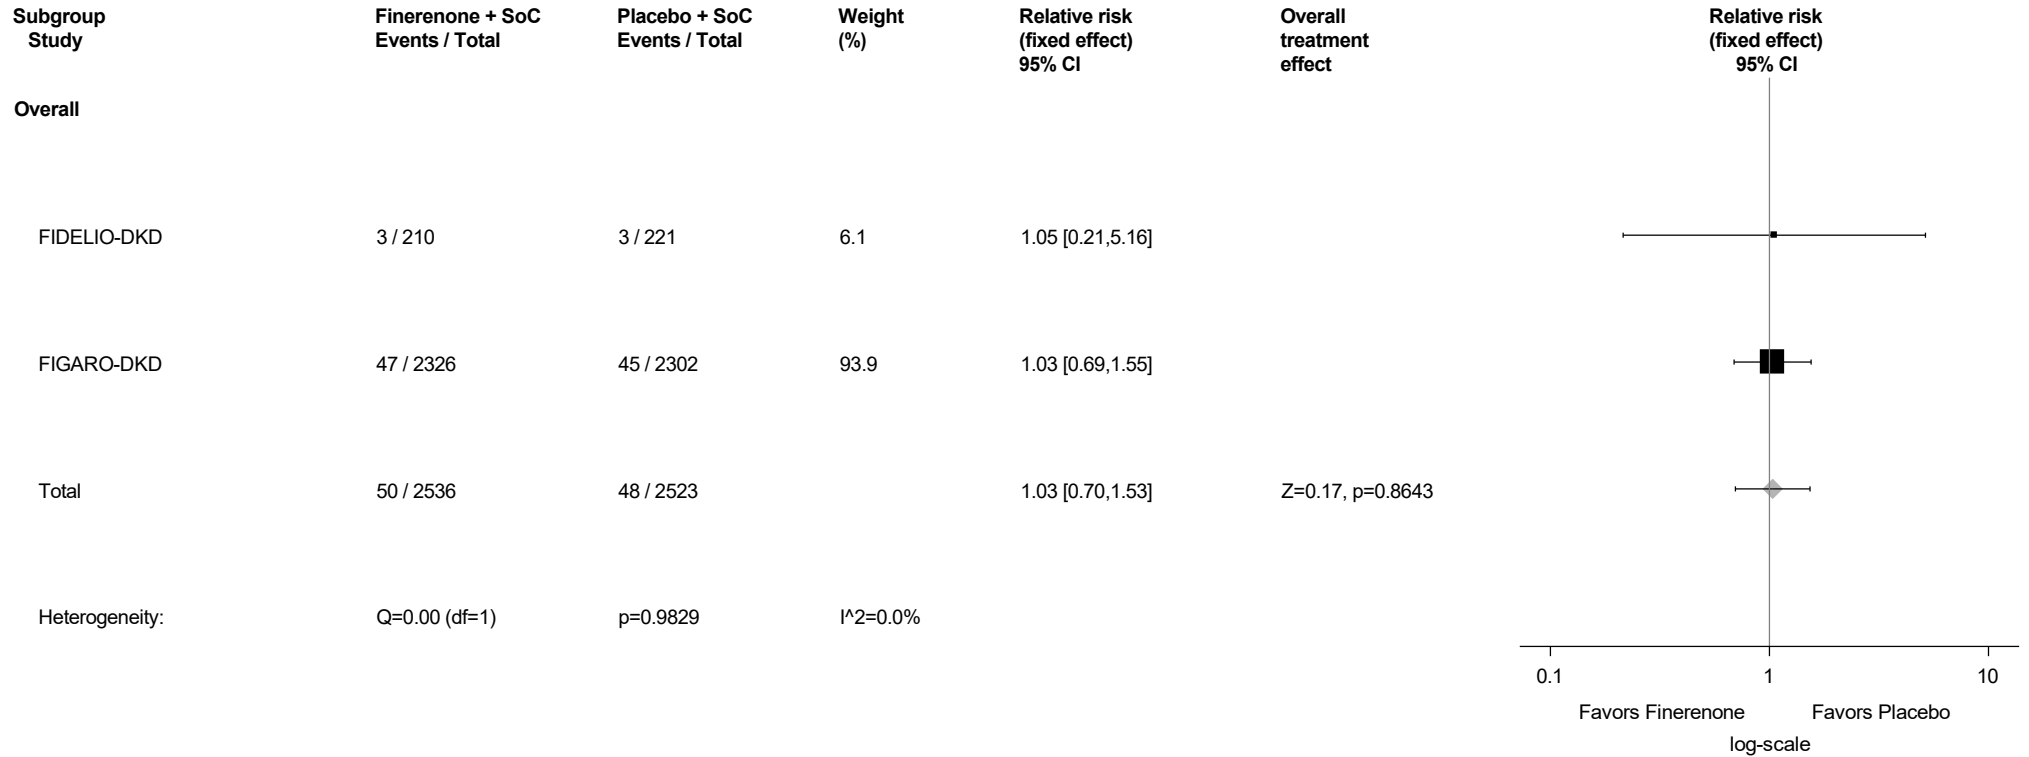 Subgroup Finerenone + SoC Placebo + SoC Weight Relative risk Overall Relative risk
Study Events / Total Events / Total (%) (fixed effect) treatment (fixed effect)
95% CI effect 95% CI
Overall
FIDELIO-DKD 3 / 210 3 / 221 6.1 1.05 [0.21,5.16]
FIGARO-DKD 47 / 2326 45 / 2302 93.9 1.03 [0.69,1.55]
Total 50 / 2536 48 / 2523 1.03 [0.70,1.53] Z=0.17, p=0.8643
Heterogeneity: Q=0.00 (df=1) p=0.9829 I^2=0.0%
0.1 1 10
Favors Finerenone Favors Placebo
log-scale